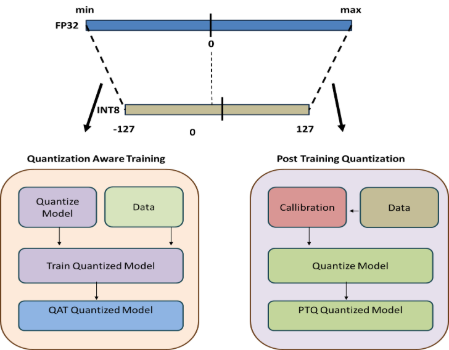 min max
FP32
0
INT8
-127 0 127
Quantization Aware Training
Quantize Model
Data
Train Quantized Model
QAT Quantized Model
Post Training Quantization
Callibration
Data
Quantize Model
PTQ Quantized Model